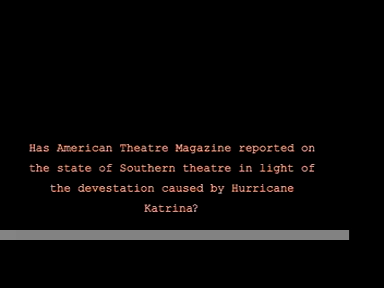 Has American Theatre Magazine reported on
the state of Southern theatre in light of
the devestation caused by Hurricane
Katrina?